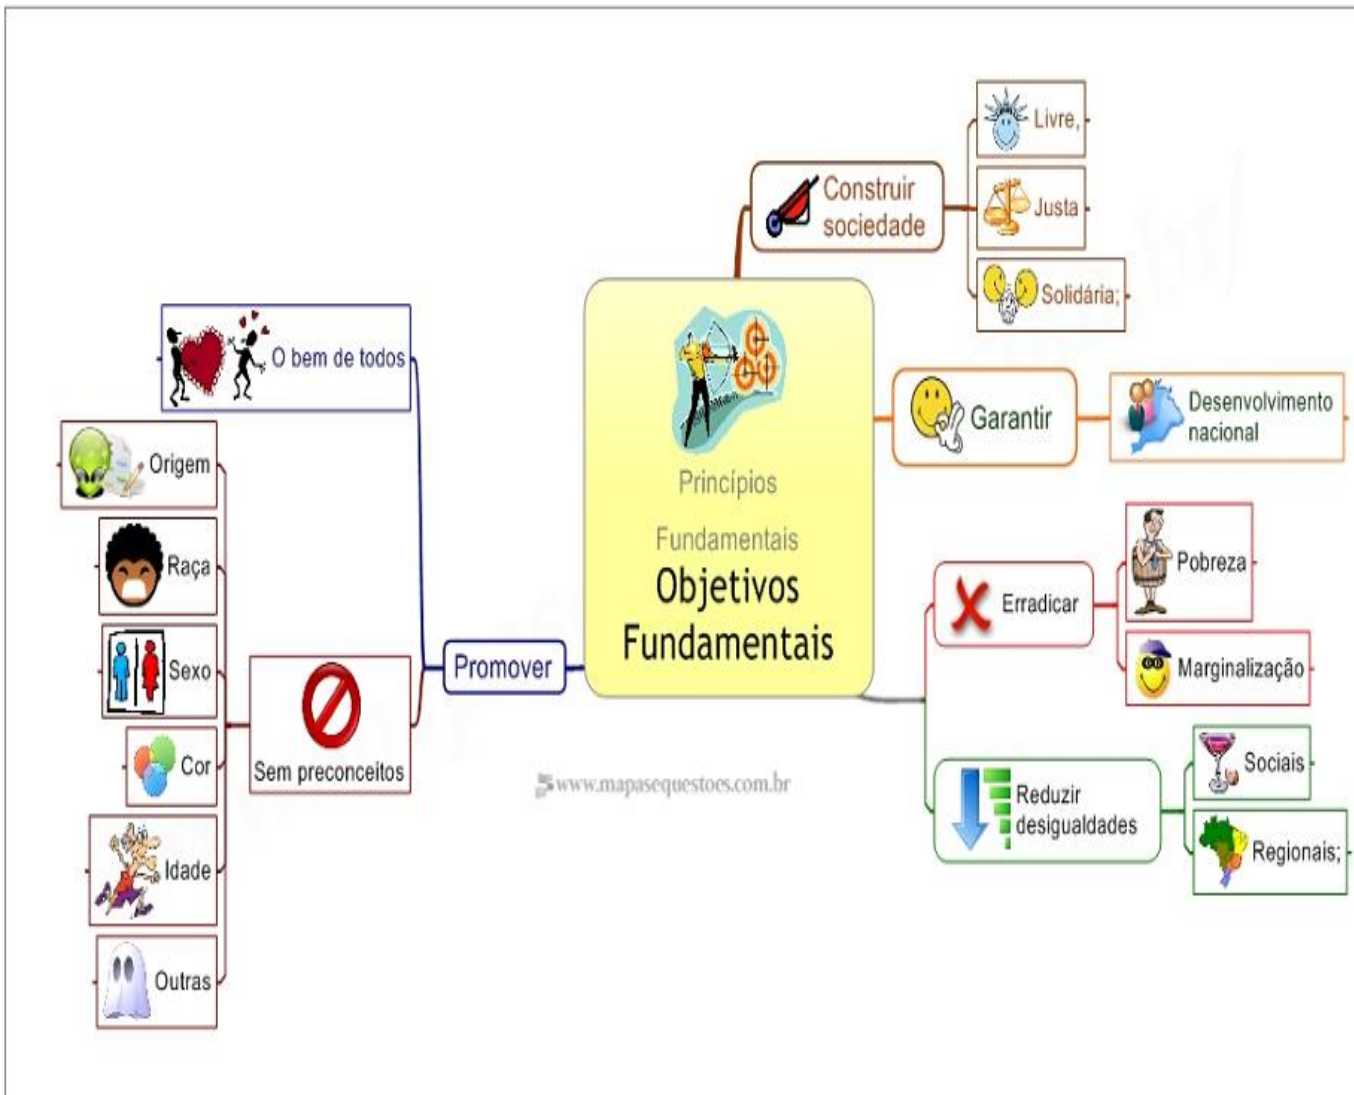 Princípios
Fundamentais
Objetivos
Fundamentais
Construir
sociedade
Livre,
Justa
Solidária;
Garantir
Desenvolvimento
nacional
Erradicar
Pobreza
Marginalização
Reduzir
desigualdades
Sociais
Regionais;
Promover
O bem de todos
Sem preconceitos
Origem
Raça
Sexo
Cor
Idade
Outras
www.mapasequestoes.com.br